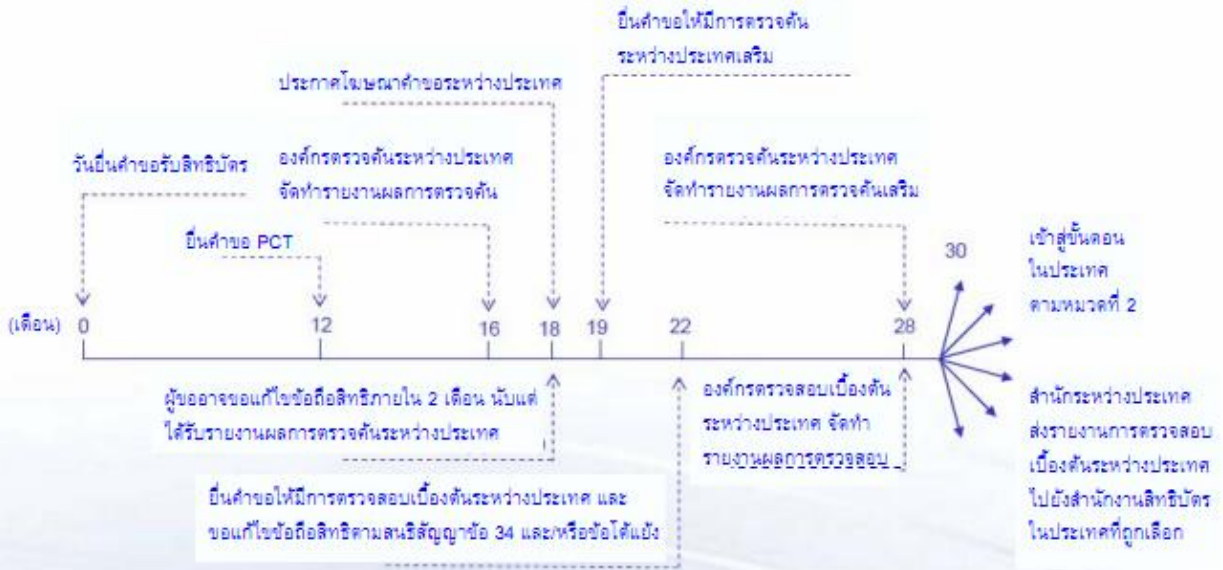 ยื่นคำขอให้มีการตรวจค้น
ระหว่างประเทศเสริม
ประกาศโฆษณาคำขอระหว่างประเทศ
วันยื่นคำขอรับสิทธิบัตร
องค์กรตรวจค้นระหว่างประเทศ
จัดทำรายงานผลการตรวจค้น
องค์กรตรวจค้นระหว่างประเทศ
จัดทำรายงานผลการตรวจค้นเสริม
ยื่นคำขอ PCT
30
เข้าสู่ขั้นตอน
ในประเทศ
ตามหมวดที่ 2
(เดือน) 0 12 16 18 19 22 28
ผู้ขออาจขอแก้ไขข้อถือสิทธิภายใน 2 เดือน นับแต่
ได้รับรายงานผลการตรวจค้นระหว่างประเทศ
องค์กรตรวจสอบเบื้องต้น
ระหว่างประเทศ จัดทำ
รายงานผลการตรวจสอบ
สำนักระหว่างประเทศ
ส่งรายงานการตรวจสอบ
เบื้องต้นระหว่างประเทศ
ไปยังสำนักงานสิทธิบัตร
ในประเทศที่ถูกเลือก
ยื่นคำขอให้มีการตรวจสอบเบื้องต้นระหว่างประเทศ และ
ขอแก้ไขข้อถือสิทธิตามสนธิสัญญาข้อ 34 และ/หรือข้อโต้แย้ง